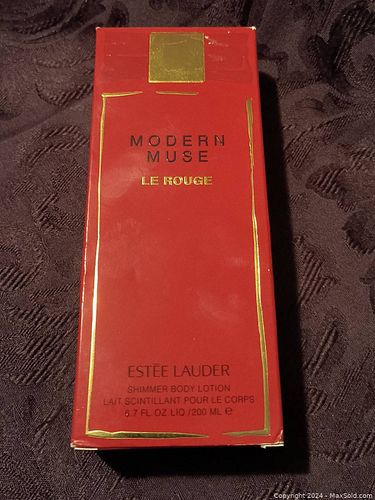 MODERN
MUSE
LE ROUGE
ESTĒE LAUDER
SHIMMER BODY LOTION
LAIT SCINTILLANT POUR LE CORPS
6.7 FL.OZ LIQ /200 ML ℮
Copyright 2024 - MaxSold.com